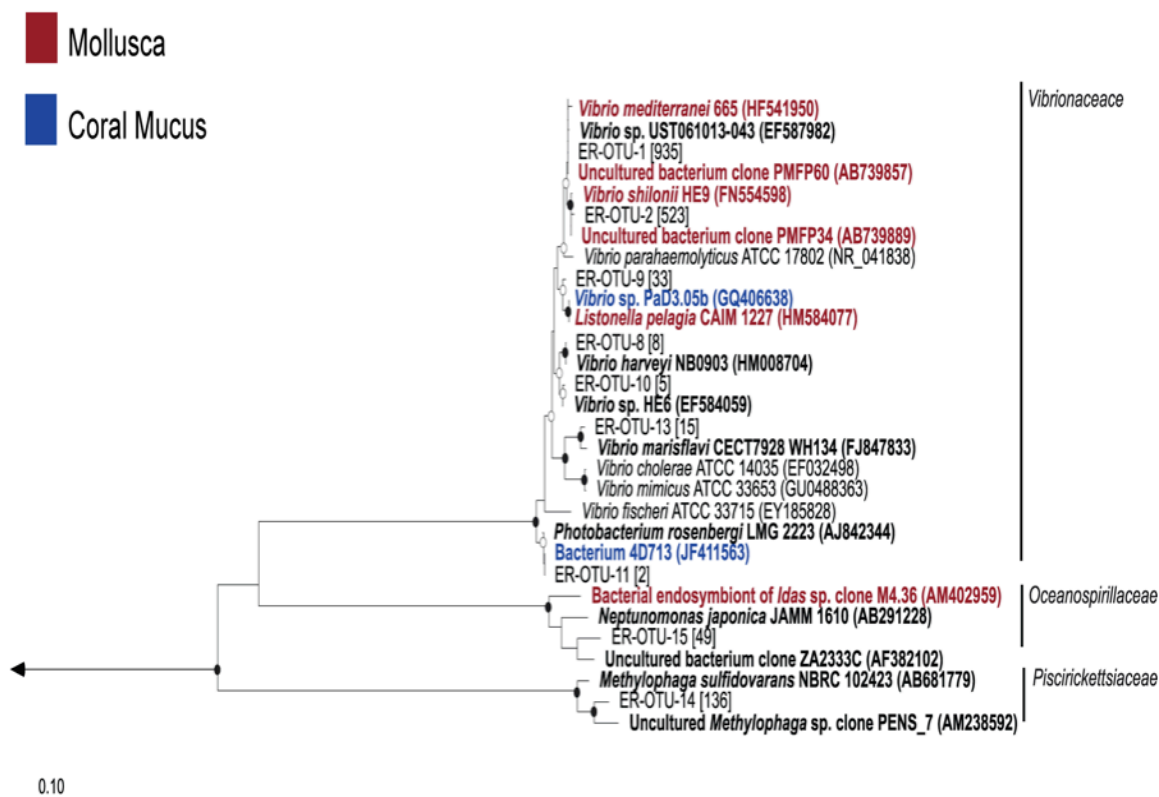 Mollusca
Coral Mucus
Vibrionaceace
Vibrio mediterranei 665 (HF541950)
Vibrio sp. UST061013-043 (EF587982)
ER-OTU-1 [935]
Uncultured bacterium clone PMFP60 (AB739857)
Vibrio shilonii HE9 (FN554598)
ER-OTU-2 [523]
Uncultured bacterium clone PMFP34 (AB739889)
Vibrio parahaemolyticus ATCC 17802 (NR_041838)
ER-OTU-9 [33]
Vibrio sp. PaD3.05b (GQ406638)
Listonella pelagia CAIM 1227 (HM584077)
ER-OTU-8 [8]
Vibrio harveyi NB0903 (HM008704)
ER-OTU-10 [5]
Vibrio sp. HE6 (EF584059)
ER-OTU-13 [15]
Vibrio marisflavi CECT7928 WH134 (FJ847833)
Vibrio cholerae ATCC 14035 (EF032498)
Vibrio mimicus ATCC 33653 (GU0488363)
Vibrio fischeri ATCC 33715 (EY185828)
Photobacterium rosenbergi LMG 2223 (AJ842344)
Bacterium 4D713 (JF411563)
ER-OTU-11 [2]
Bacterial endosymbiont of Idas sp. clone M4.36 (AM402959)
Oceanospirillaceae
Neptunomonas japonica JAMM 1610 (AB291228)
ER-OTU-15 [49]
Uncultured bacterium clone ZA2333C (AF382102)
Methylophaga sulfidovarans NBRC 102423 (AB681779)
Piscirickettsiaceae
ER-OTU-14 [136]
Uncultured Methylophaga sp. clone PENS_7 (AM238592)
0.10